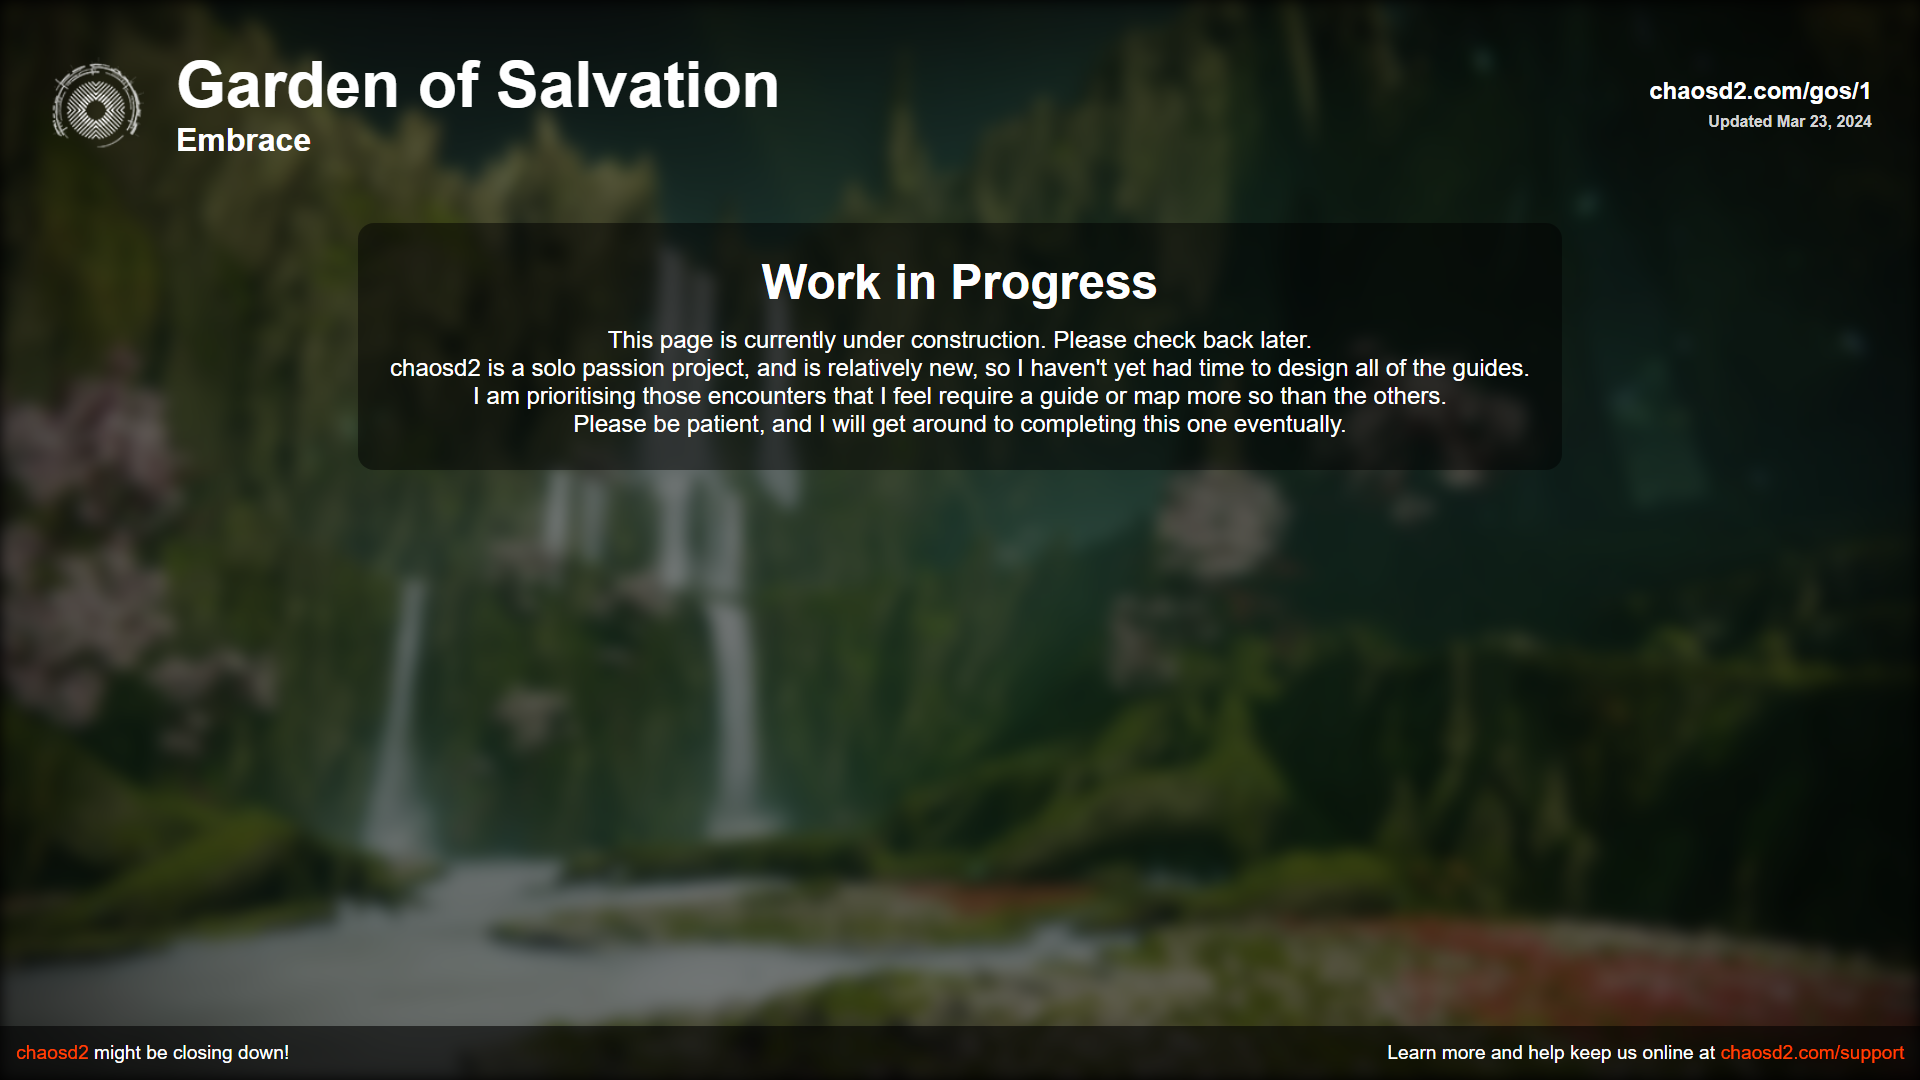 Garden of Salvation
Embrace
chaosd2.com/gos/1
Updated Mar 23, 2024
Work in Progress
This page is currently under construction. Please check back later.
chaosd2 is a solo passion project, and is relatively new, so I haven't yet had time to design all of the guides.
I am prioritising those encounters that I feel require a guide or map more so than the others.
Please be patient, and I will get around to completing this one eventually.
chaosd2 might be closing down!
Learn more and help keep us online at chaosd2.com/support